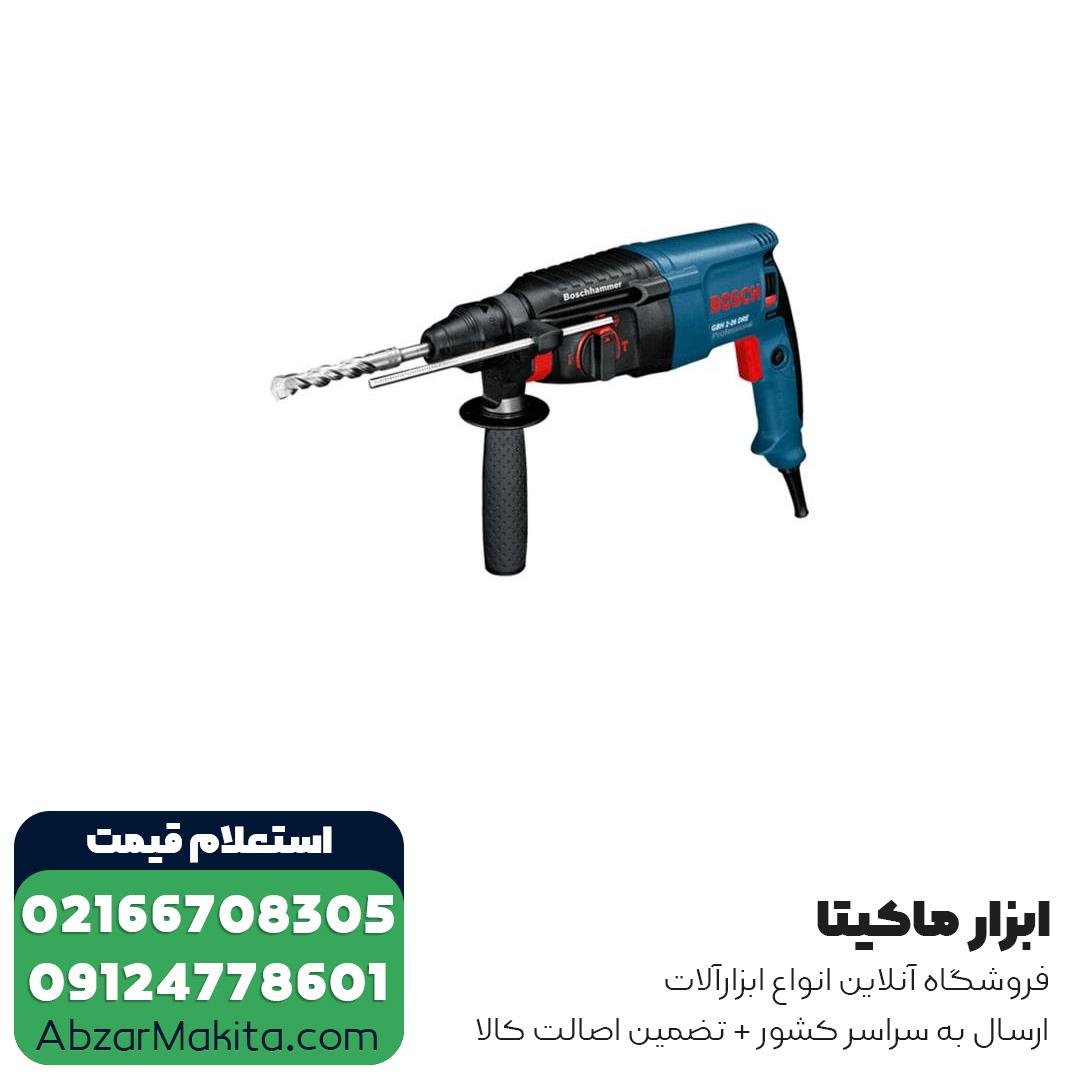 Boschhammer
BOSCH
GBH 2-26 DRE
Professional
استعلام قیمت
02166708305
09124778601
AbzarMakita.com
ابزار ماکیتا
فروشگاه آنلاین انواع ابزارآلات
ارسال به سراسر کشور + تضمین اصالت کالا